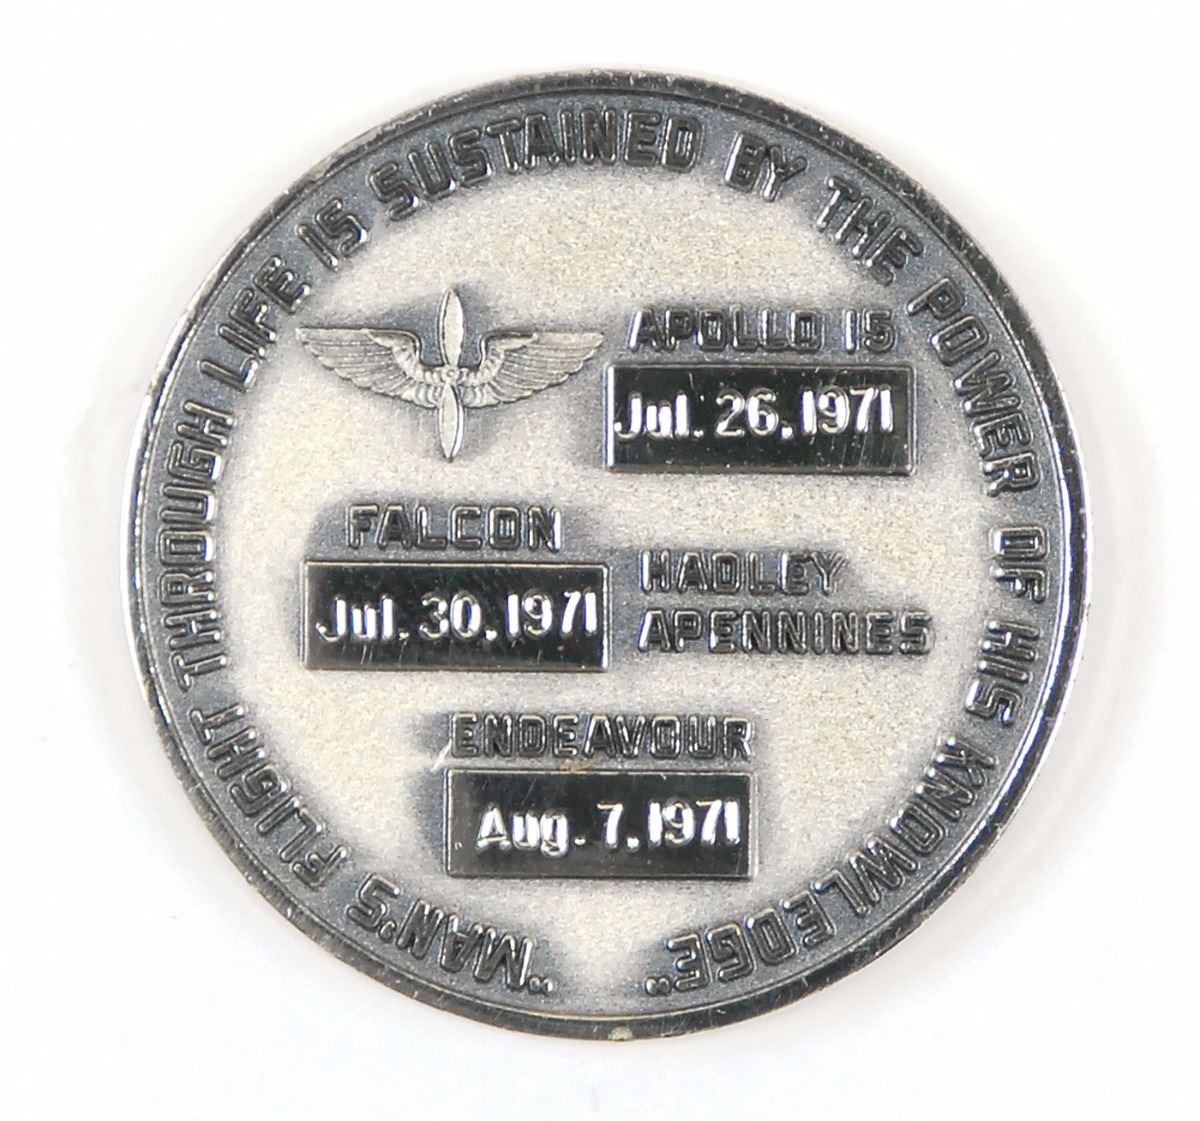 "MAN'S FLIGHT THROUGH LIFE IS SUSTAINED BY THE POWER OF HIS KNOWLEDGE"
APOLLO 15
Jul. 26. 1971
FALCON
Jul. 30. 1971
HADLEY
APENNINES
ENDEAVOUR
Aug. 7. 1971